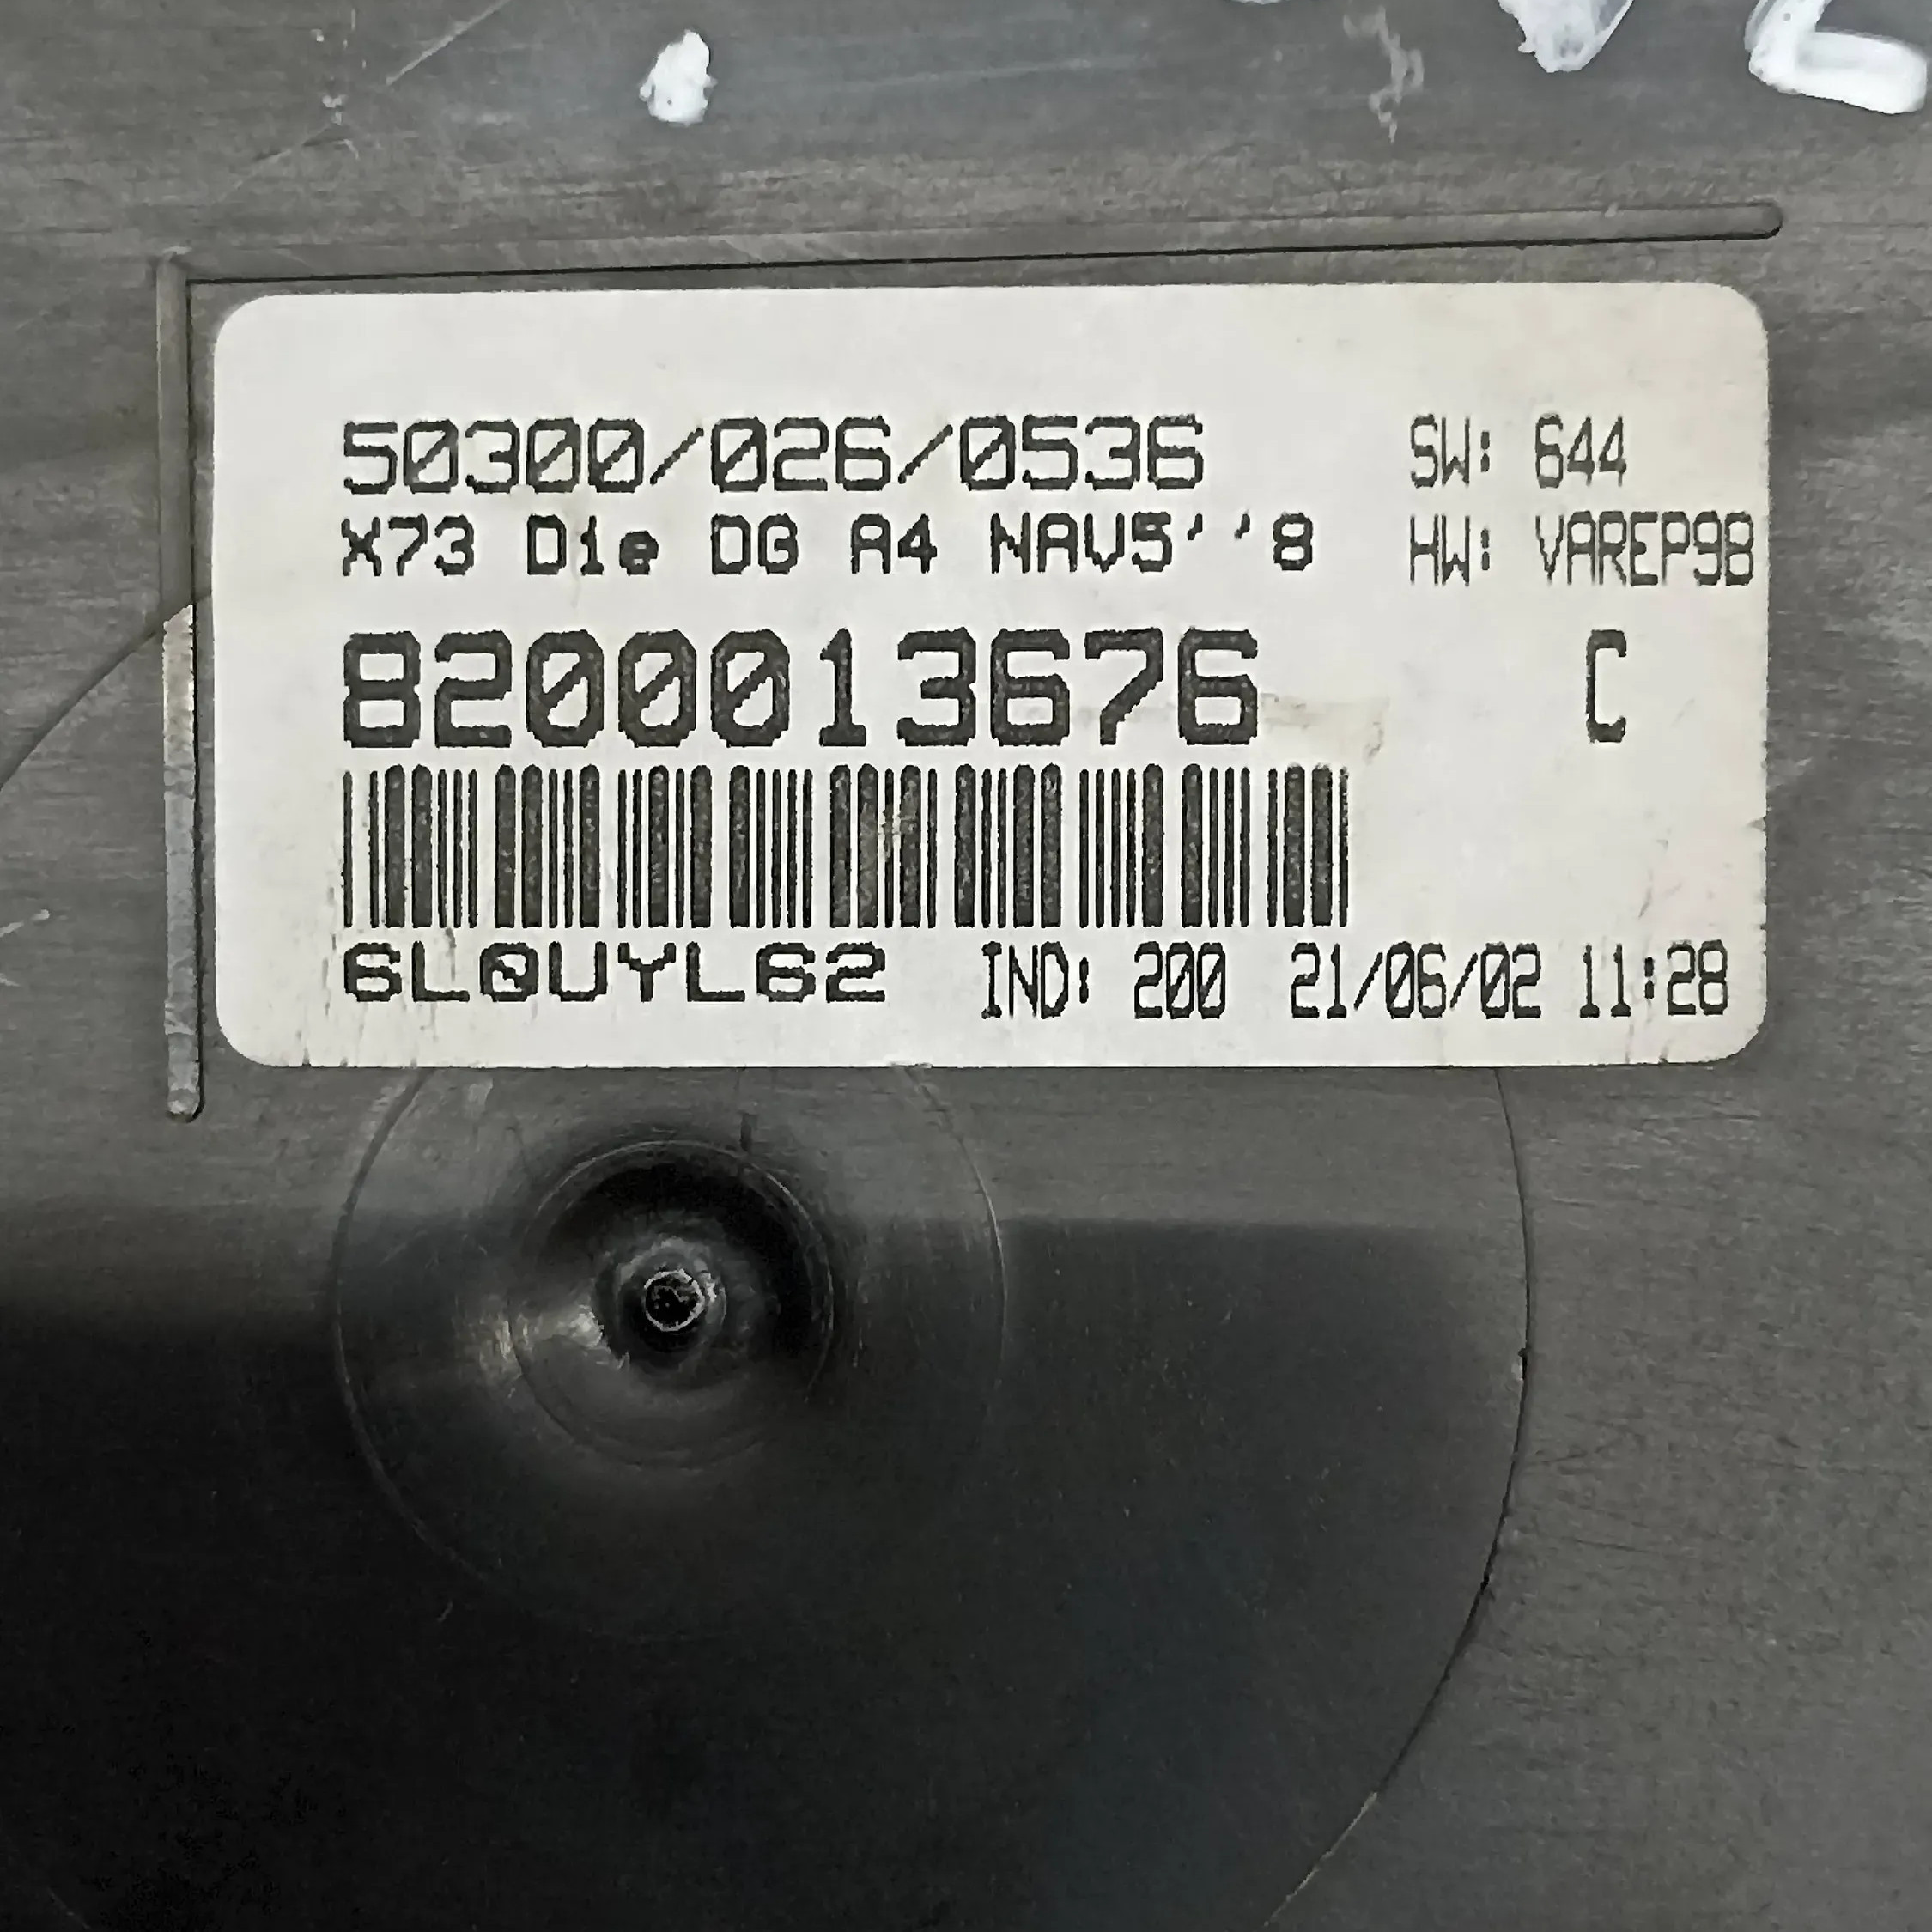 50300/026/0536 SW: 644
X73 Die DG A4 NAV5''8 HW: VAREP98
8200013676 C
6LQUYL62 IND: 200 21/06/02 11:28